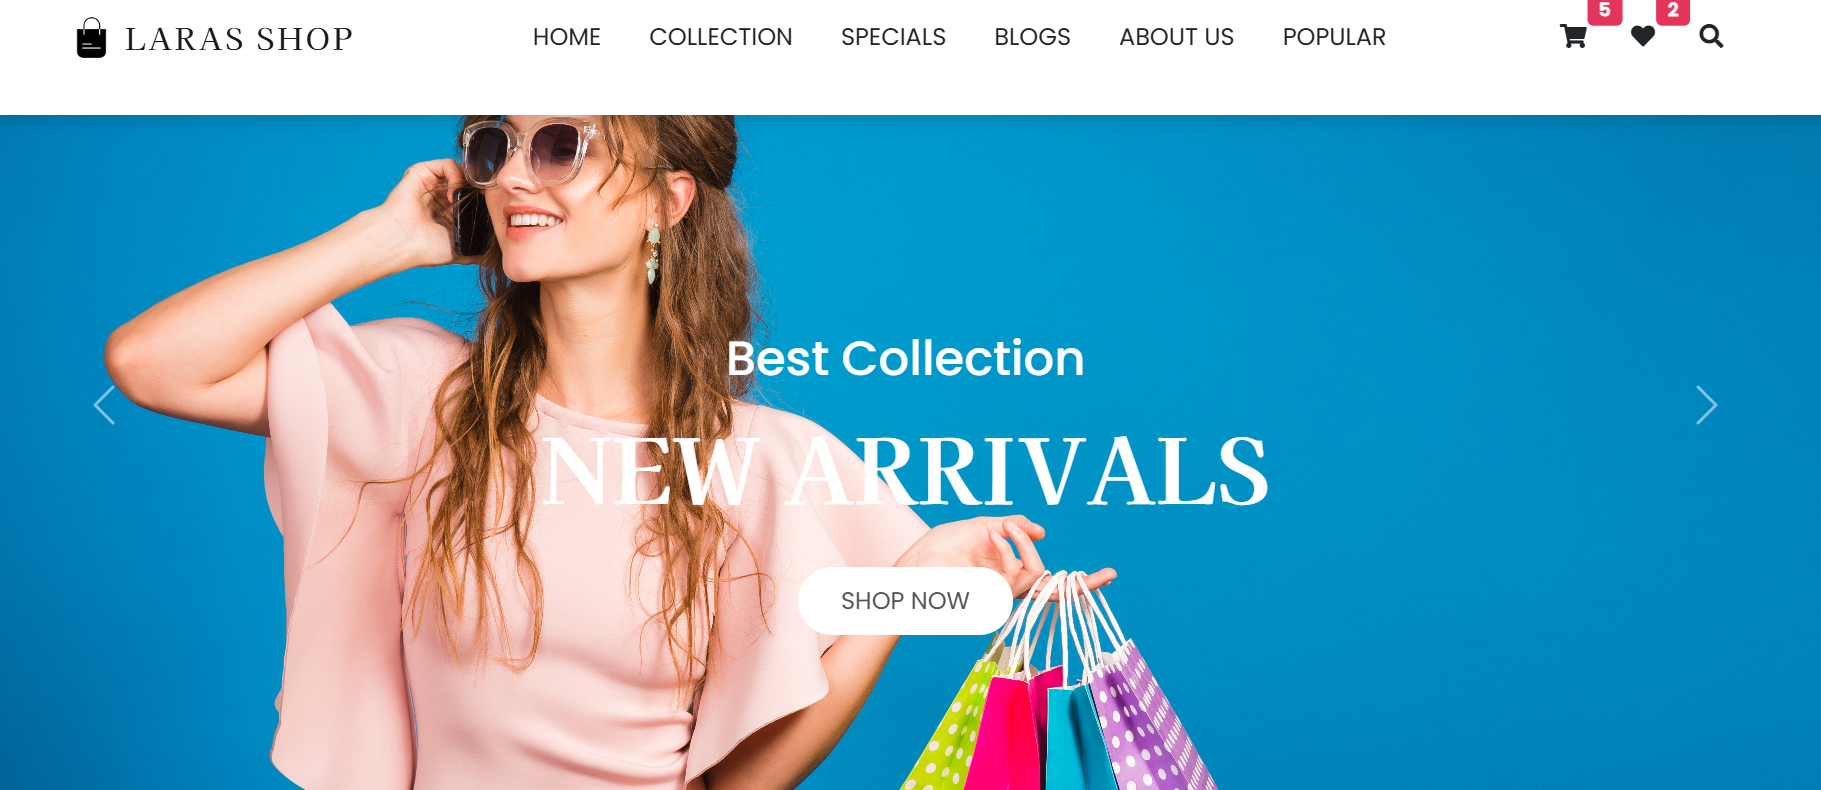 LARAS SHOP HOME COLLECTION SPECIALS BLOGS ABOUT US POPULAR 5 2
Best Collection
NEW ARRIVALS
SHOP NOW